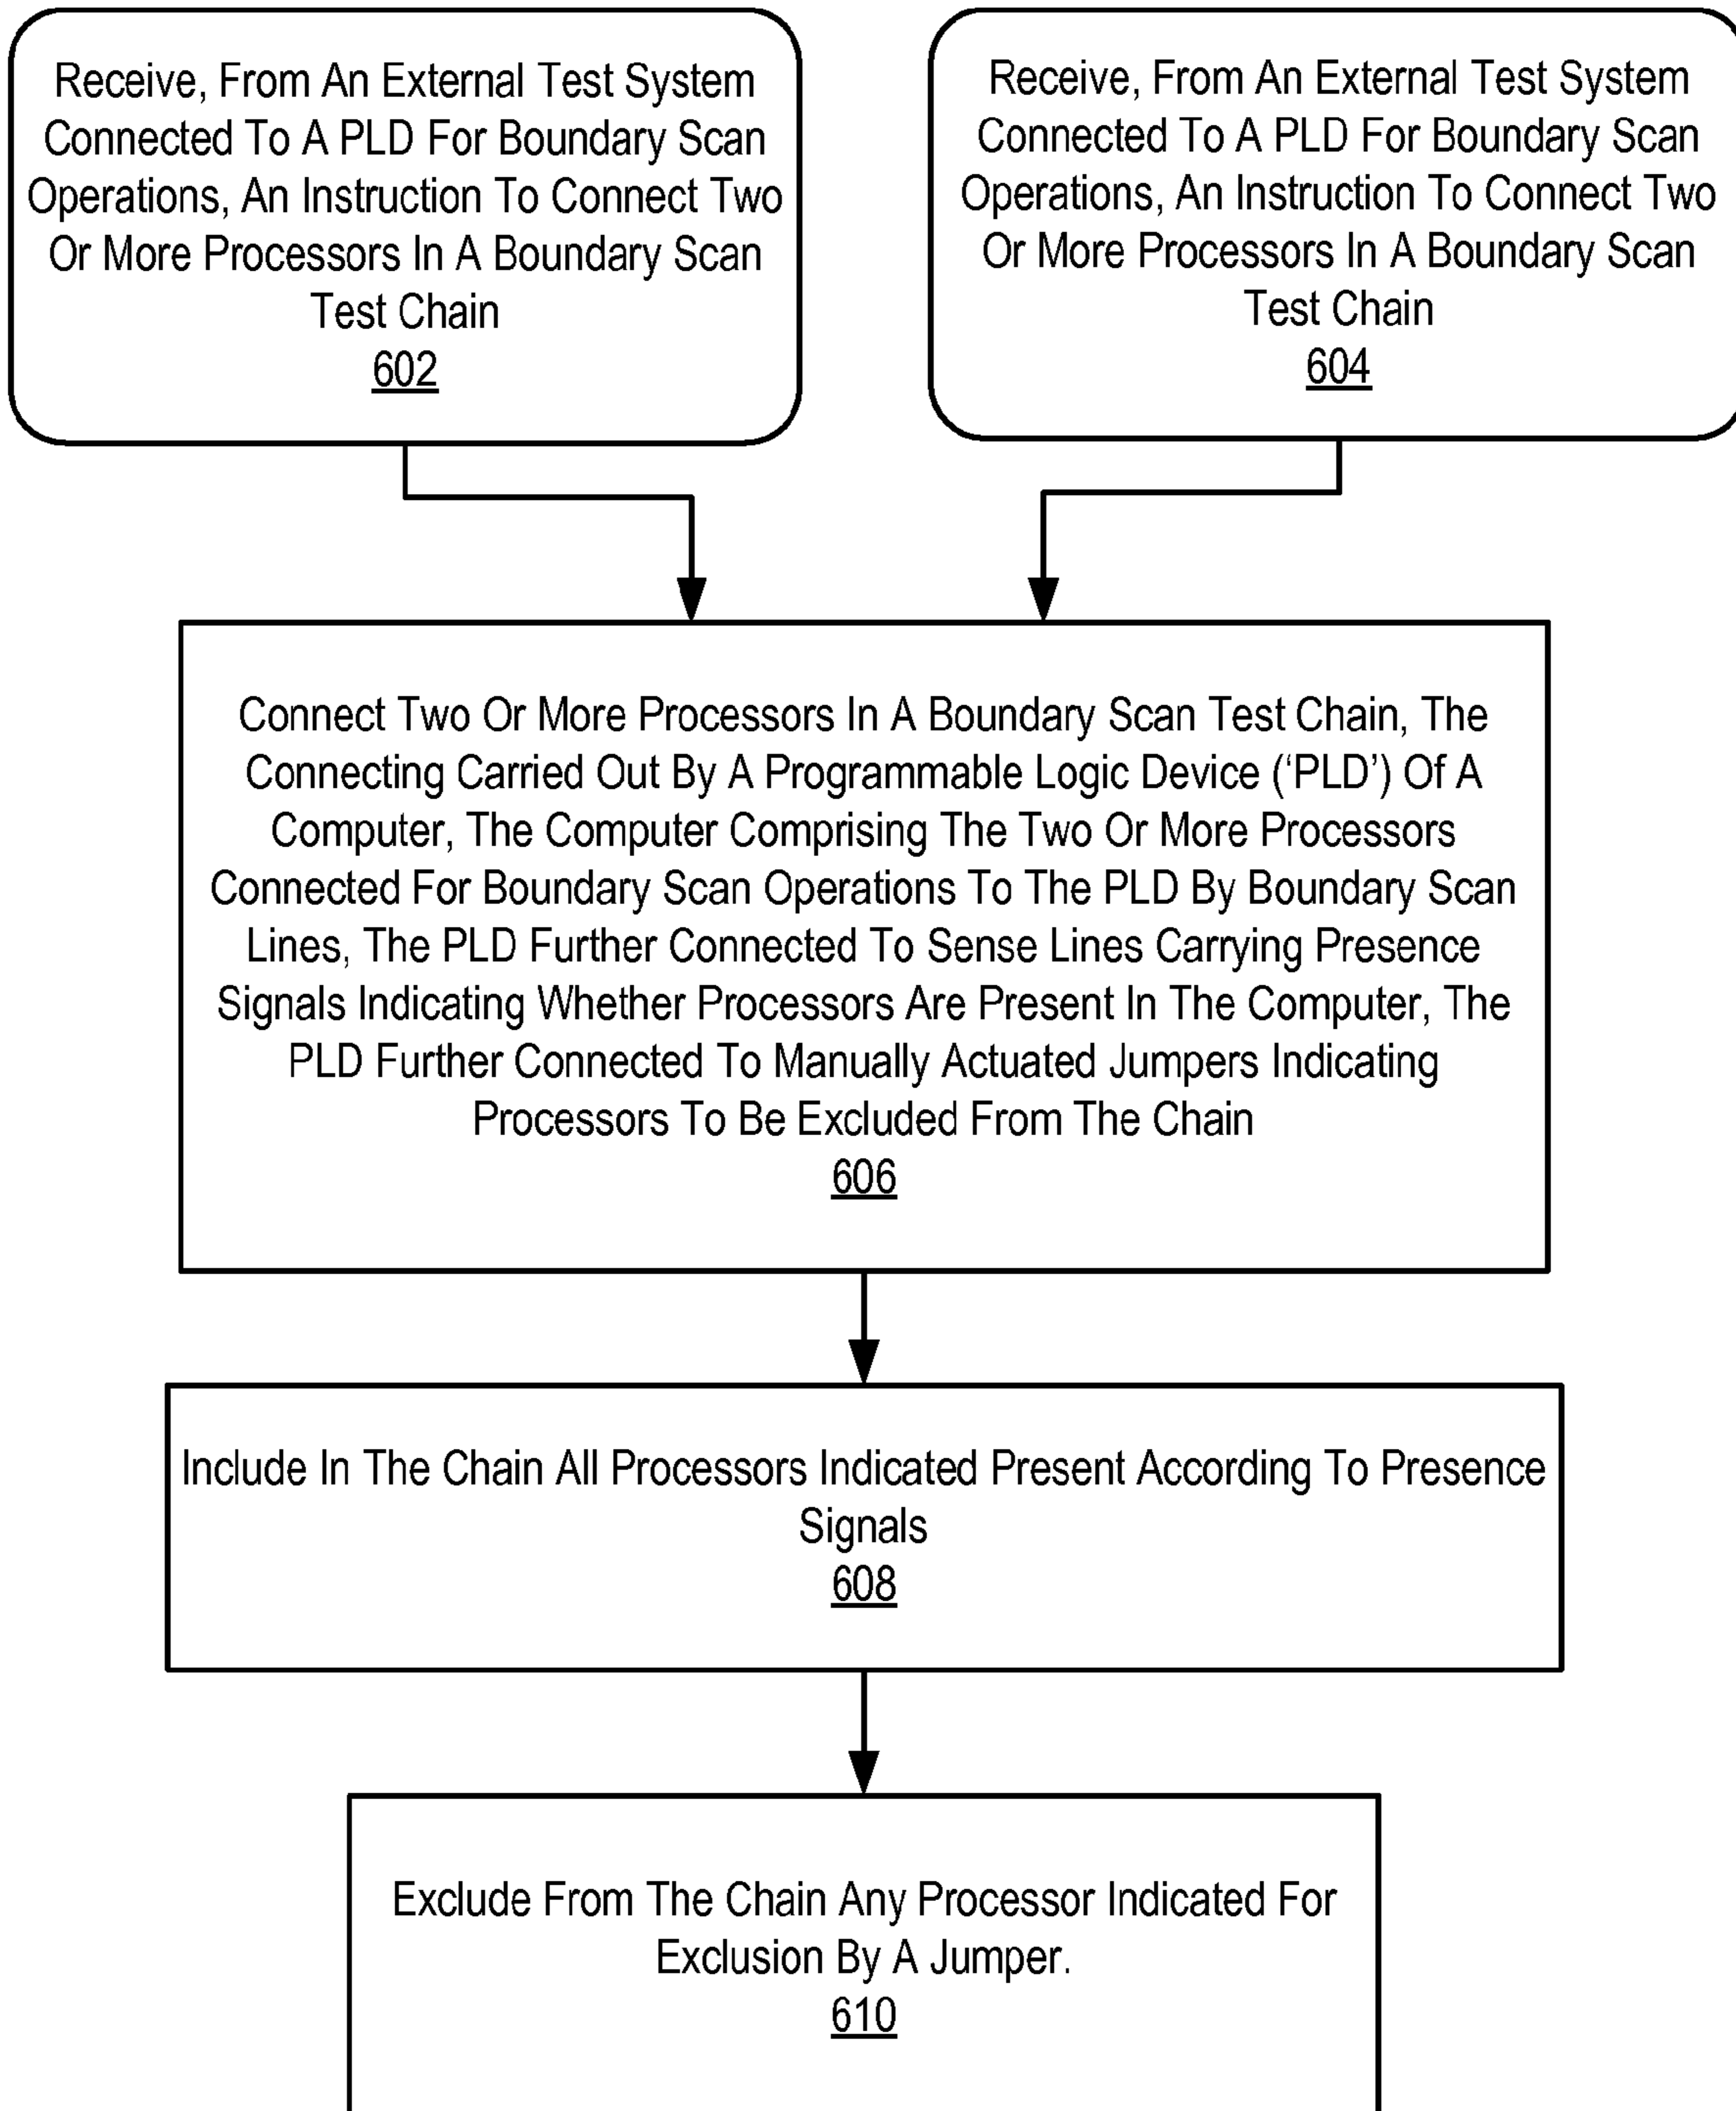 Receive, From An External Test System
Connected To A PLD For Boundary Scan
Operations, An Instruction To Connect Two
Or More Processors In A Boundary Scan
Test Chain
602
Receive, From An External Test System
Connected To A PLD For Boundary Scan
Operations, An Instruction To Connect Two
Or More Processors In A Boundary Scan
Test Chain
604
Connect Two Or More Processors In A Boundary Scan Test Chain, The
Connecting Carried Out By A Programmable Logic Device (‘PLD’) Of A
Computer, The Computer Comprising The Two Or More Processors
Connected For Boundary Scan Operations To The PLD By Boundary Scan
Lines, The PLD Further Connected To Sense Lines Carrying Presence
Signals Indicating Whether Processors Are Present In The Computer, The
PLD Further Connected To Manually Actuated Jumpers Indicating
Processors To Be Excluded From The Chain
606
Include In The Chain All Processors Indicated Present According To Presence
Signals
608
Exclude From The Chain Any Processor Indicated For
Exclusion By A Jumper.
610